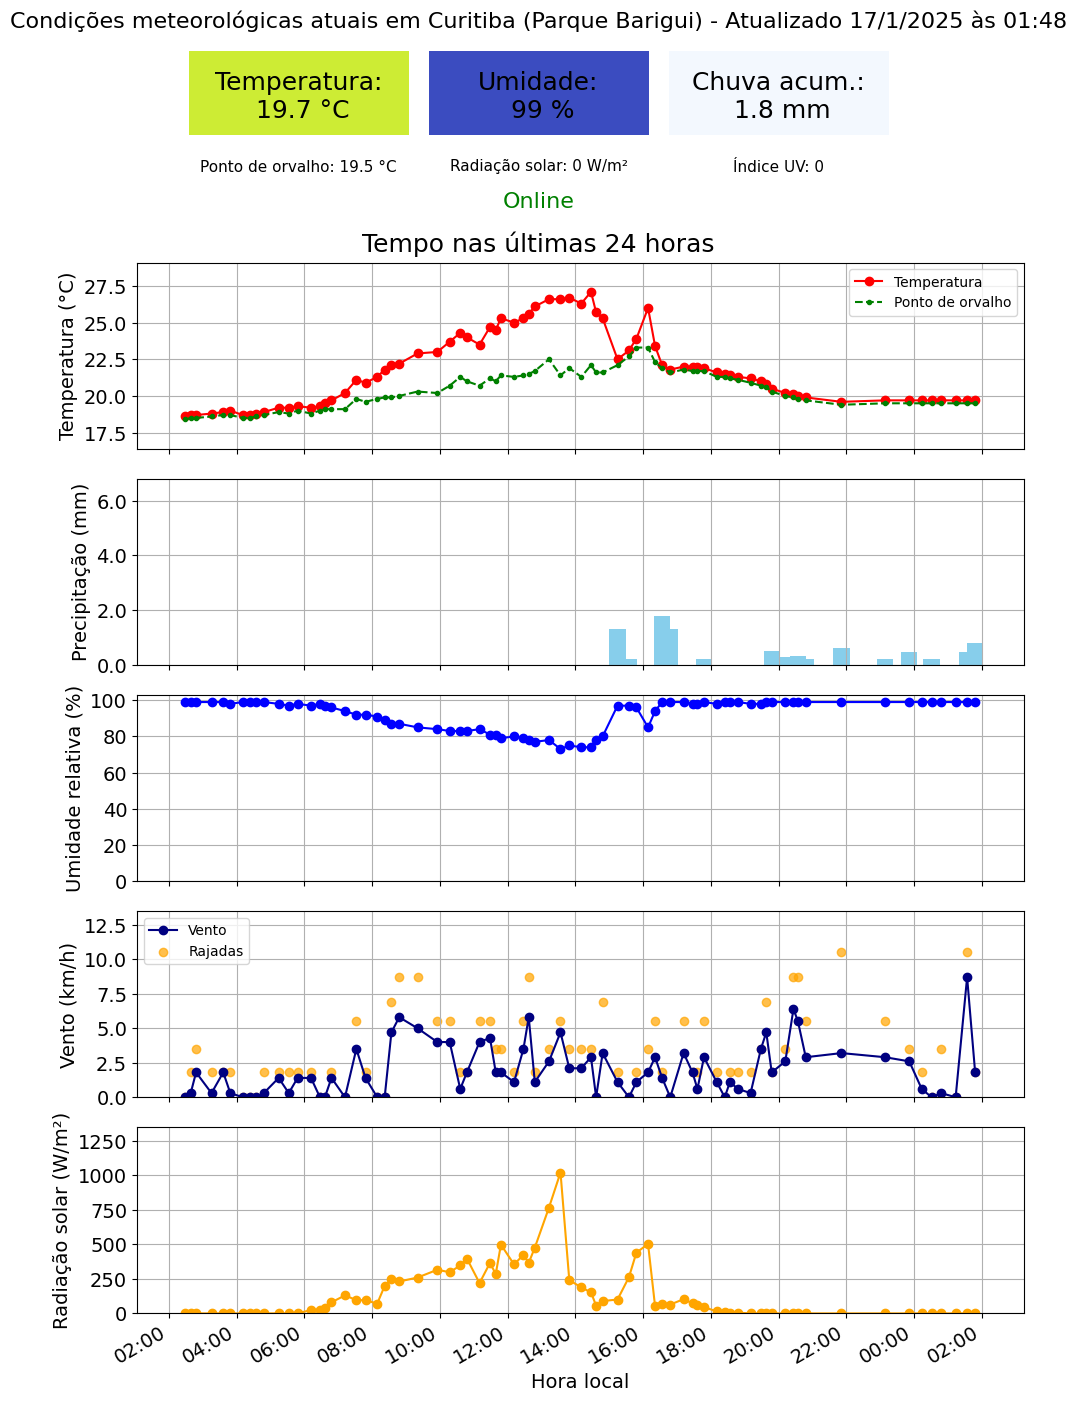 Condições meteorológicas atuais em Curitiba (Parque Barigui) - Atualizado 17/1/2025 às 01:48
Temperatura:
19.7 °C
Umidade:
99 %
Chuva acum.:
1.8 mm
Ponto de orvalho: 19.5 °C
Radiação solar: 0 W/m²
Índice UV: 0
Online
Tempo nas últimas 24 horas
Temperatura (°C)
27.5
25.0
22.5
20.0
17.5
Temperatura
Ponto de orvalho
Precipitação (mm)
6.0
4.0
2.0
0.0
Umidade relativa (%)
100
80
60
40
20
0
Vento (km/h)
12.5
10.0
7.5
5.0
2.5
0.0
Vento
Rajadas
Radiação solar (W/m²)
1250
1000
750
500
250
0
02:00 04:00 06:00 08:00 10:00 12:00 14:00 16:00 18:00 20:00 22:00 00:00 02:00
Hora local